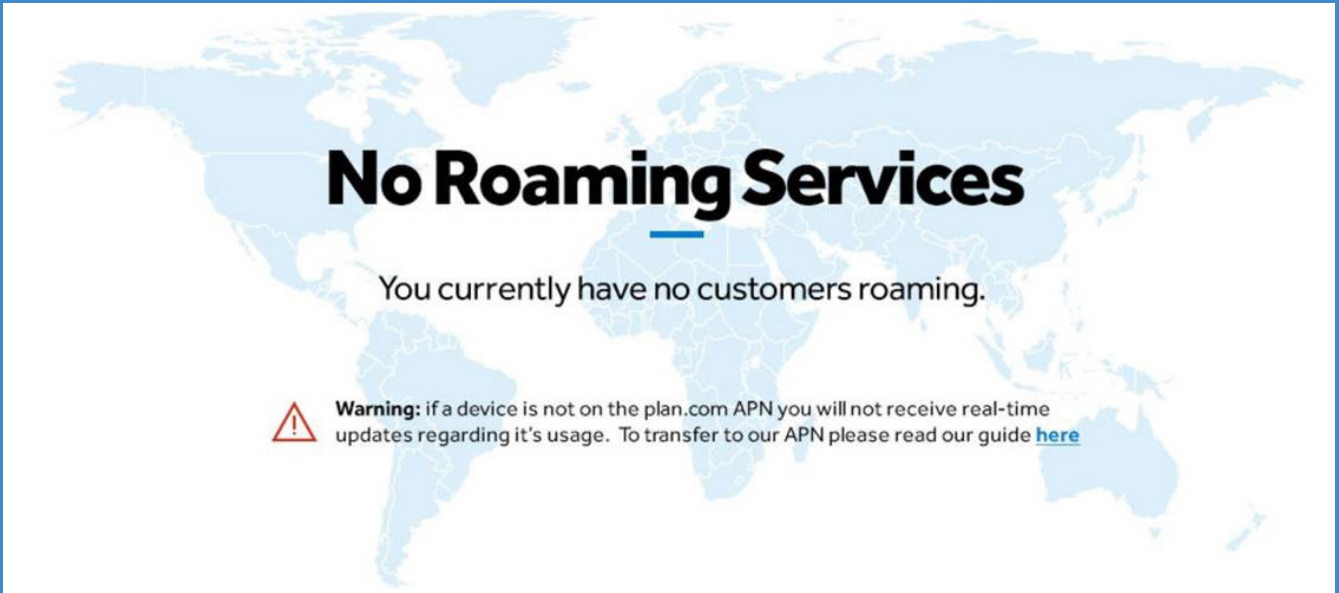 No Roaming Services
You currently have no customers roaming.
Warning: if a device is not on the plan.com APN you will not receive real-time
updates regarding it's usage. To transfer to our APN please read our guide here